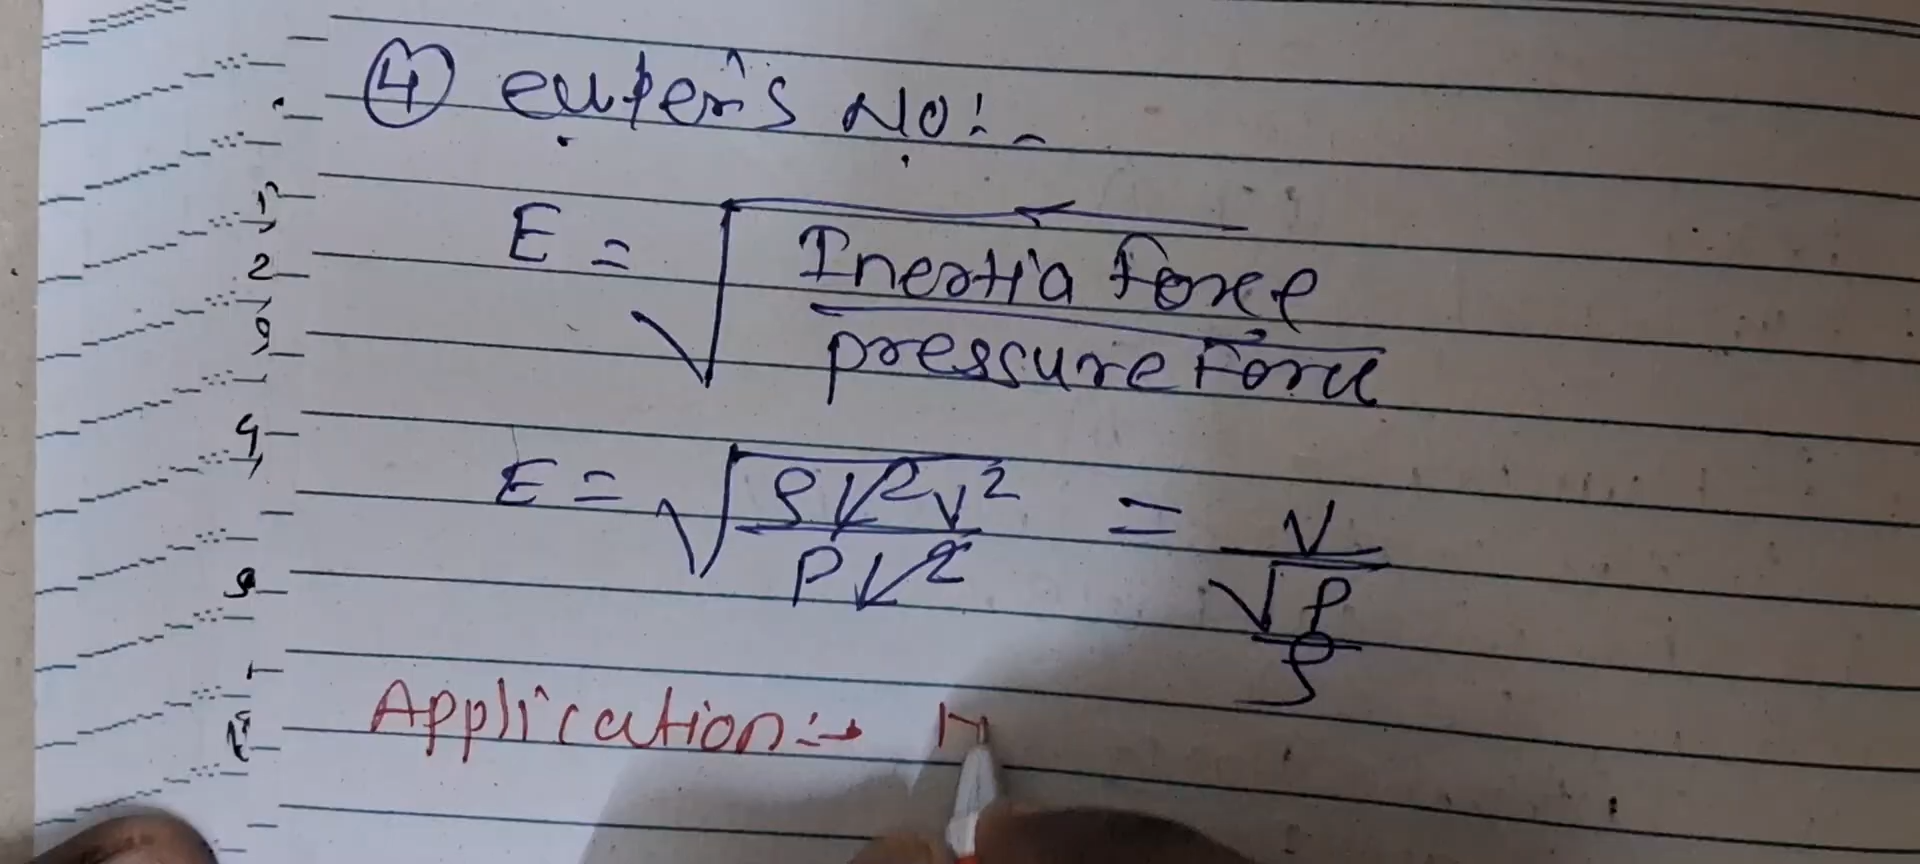 ④ euler's No:-
E = √(Inertia Force / pressure Force)
E = √(ρL²V² / PL²) = V / √(P/ρ)
Application :→